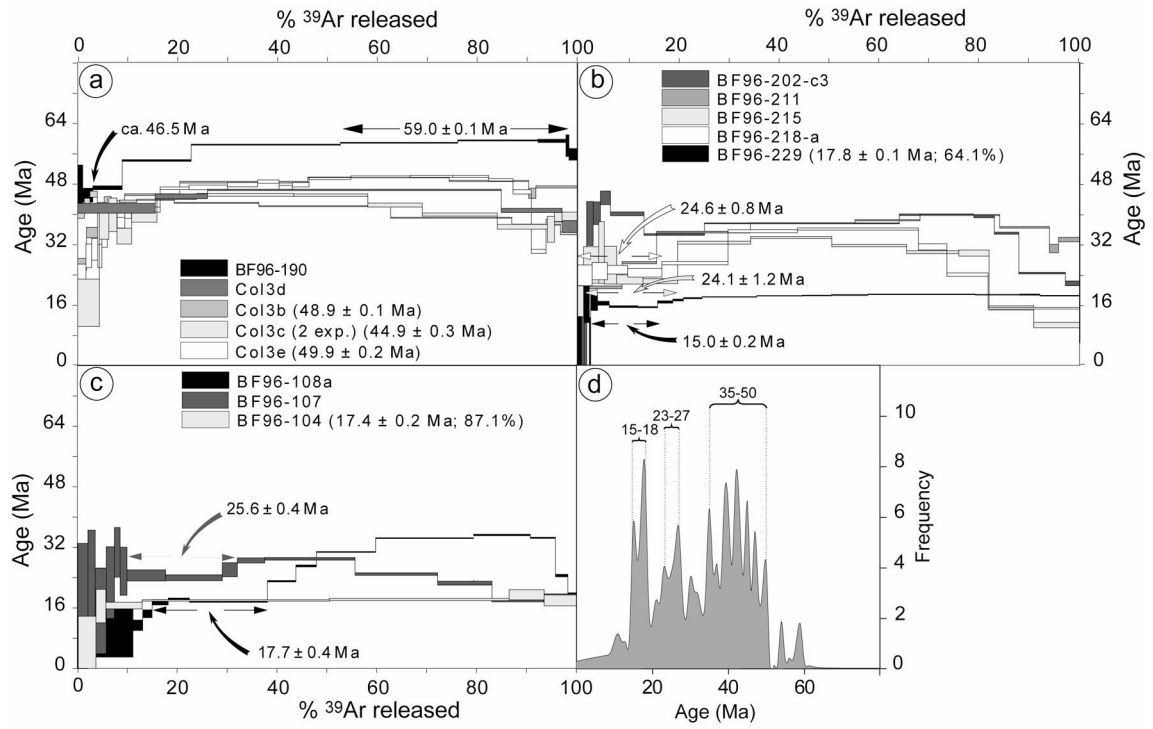 % ³⁹Ar released
% ³⁹Ar released
0 20 40 60 80 100
0 20 40 60 80 100
a
Age (Ma)
64
48
32
16
0
ca. 46.5 Ma
59.0 ± 0.1 Ma
BF96-190
Col3d
Col3b (48.9 ± 0.1 Ma)
Col3c (2 exp.) (44.9 ± 0.3 Ma)
Col3e (49.9 ± 0.2 Ma)
b
BF96-202-c3
BF96-211
BF96-215
BF96-218-a
BF96-229 (17.8 ± 0.1 Ma; 64.1%)
24.6 ± 0.8 Ma
24.1 ± 1.2 Ma
15.0 ± 0.2 Ma
64
48
32
16
0
Age (Ma)
c
BF96-108a
BF96-107
BF96-104 (17.4 ± 0.2 Ma; 87.1%)
Age (Ma)
64
48
32
16
0
25.6 ± 0.4 Ma
17.7 ± 0.4 Ma
0 20 40 60 80 100
% ³⁹Ar released
d
35-50
23-27
15-18
10
8
6
4
2
0
Frequency
20 40 60
Age (Ma)